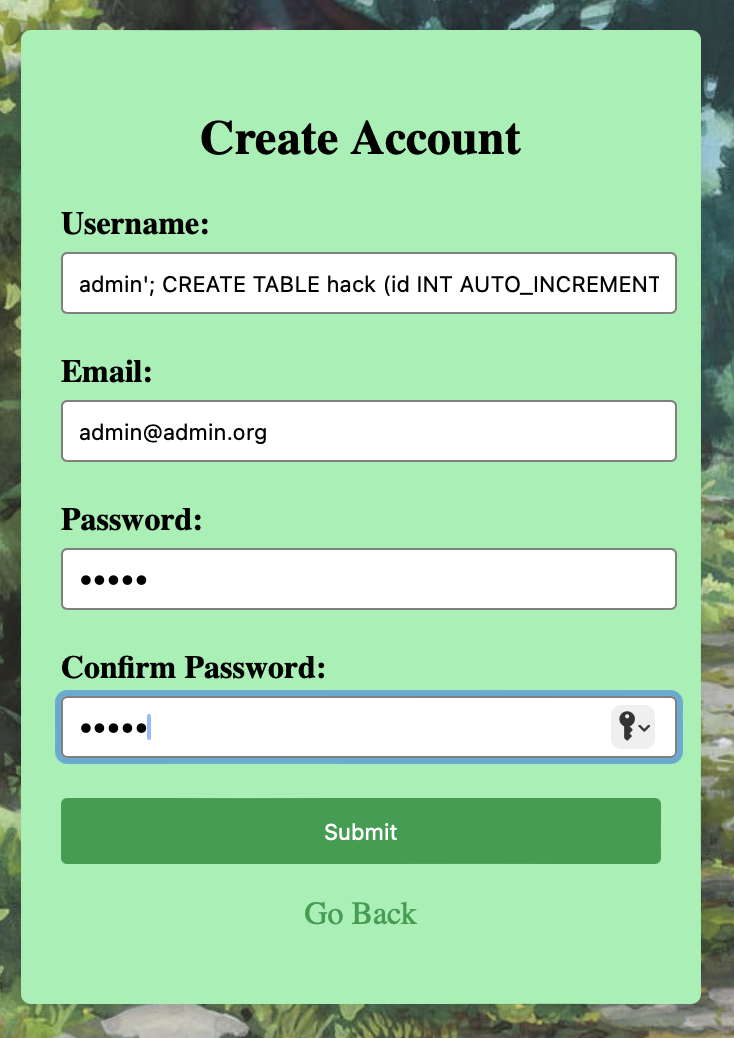 Create Account
Username:
admin'; CREATE TABLE hack (id INT AUTO_INCREMENT
Email:
admin@admin.org
Password:
•••••
Confirm Password:
•••••
Submit
Go Back